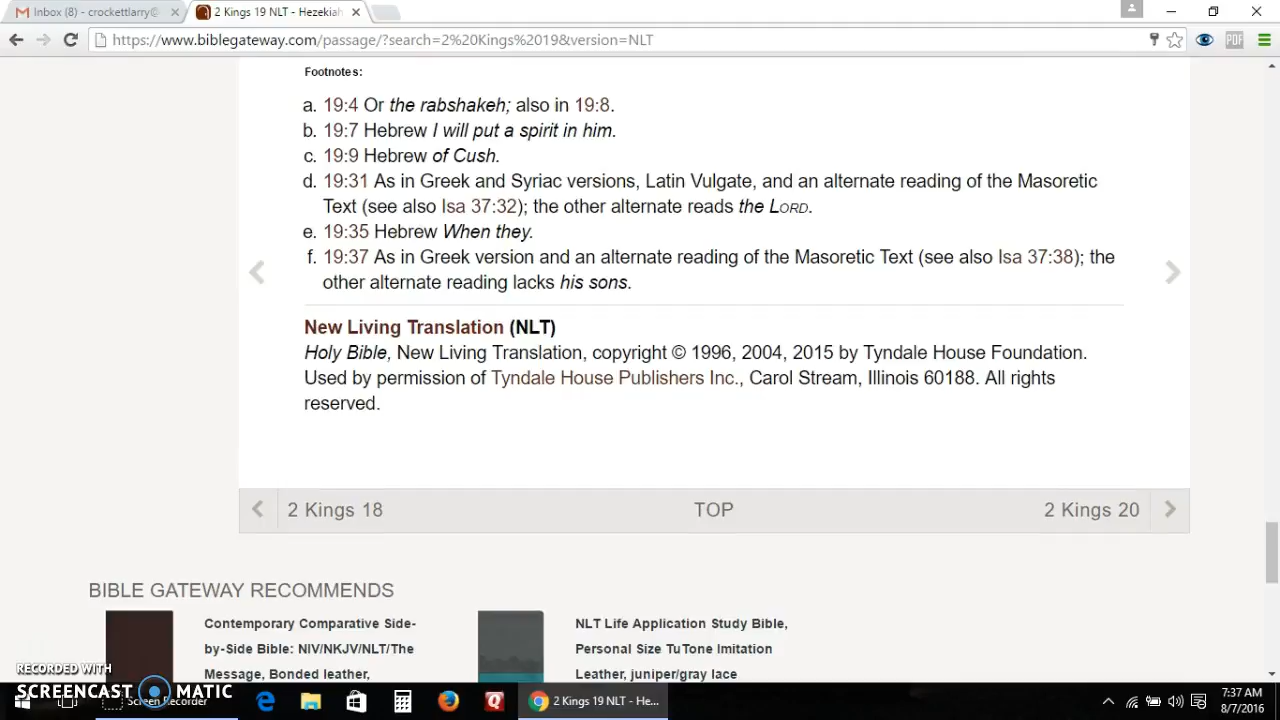 Inbox (8) - crockettlarry@
2 Kings 19 NLT - Hezekiah
https://www.biblegateway.com/passage/?search=2%20Kings%2019&version=NLT
PDF
Footnotes:
a. 19:4 Or the rabshakeh; also in 19:8.
b. 19:7 Hebrew I will put a spirit in him.
c. 19:9 Hebrew of Cush.
d. 19:31 As in Greek and Syriac versions, Latin Vulgate, and an alternate reading of the Masoretic
Text (see also Isa 37:32); the other alternate reads the LORD.
e. 19:35 Hebrew When they.
f. 19:37 As in Greek version and an alternate reading of the Masoretic Text (see also Isa 37:38); the
other alternate reading lacks his sons.
New Living Translation (NLT)
Holy Bible, New Living Translation, copyright © 1996, 2004, 2015 by Tyndale House Foundation.
Used by permission of Tyndale House Publishers Inc., Carol Stream, Illinois 60188. All rights
reserved.
2 Kings 18 TOP 2 Kings 20
BIBLE GATEWAY RECOMMENDS
Contemporary Comparative Side-
by-Side Bible: NIV/NKJV/NLT/The
Message, Bonded leather,
NLT Life Application Study Bible,
Personal Size TuTone Imitation
Leather, juniper/gray lace
RECORDED WITH
SCREENCAST MATIC
Screen Recorder
2 Kings 19 NLT - He...
7:37 AM
8/7/2016